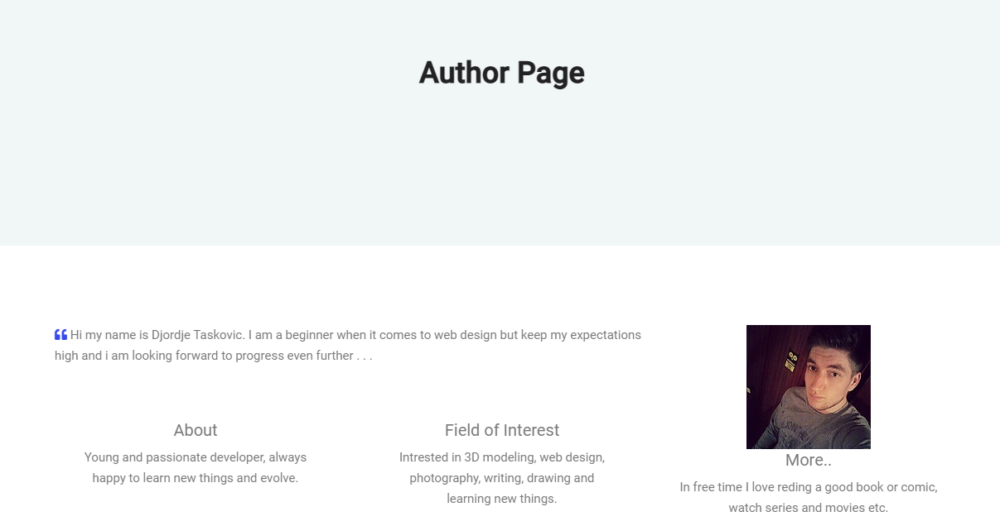 Author Page
Hi my name is Djordje Taskovic. I am a beginner when it comes to web design but keep my expectations
high and i am looking forward to progress even further . . .
About
Young and passionate developer, always
happy to learn new things and evolve.
Field of Interest
Intrested in 3D modeling, web design,
photography, writing, drawing and
learning new things.
More..
In free time I love reding a good book or comic,
watch series and movies etc.